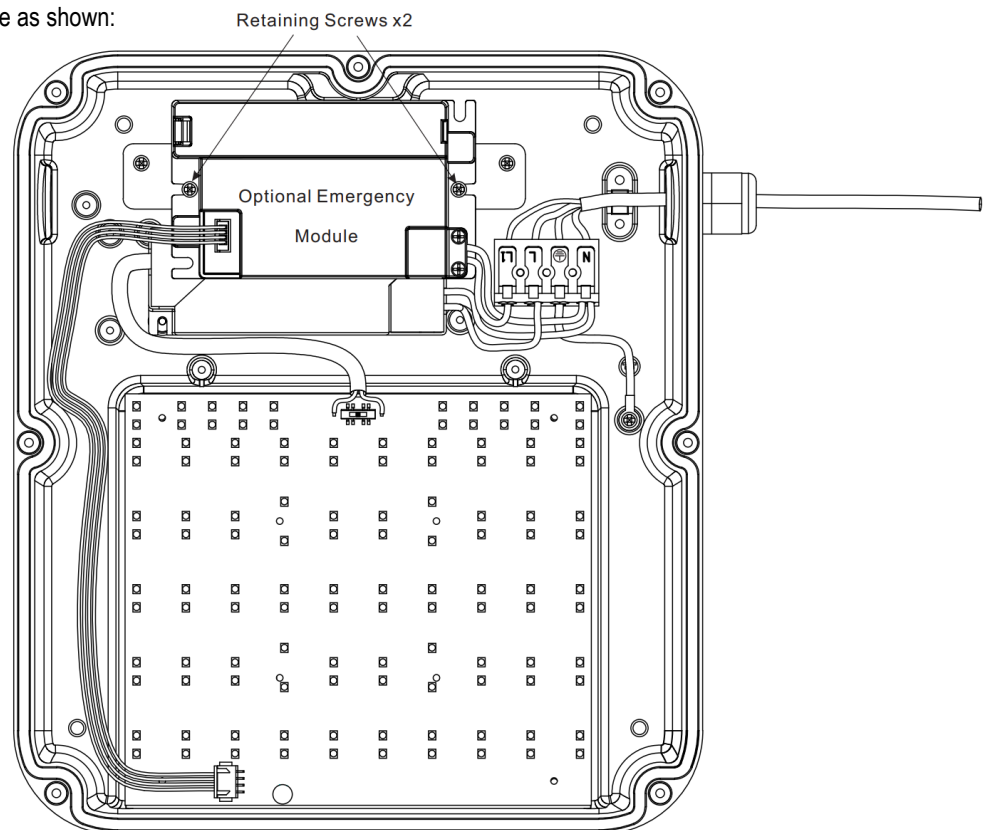 e as shown:
Retaining Screws x2
Optional Emergency
Module
L1 L N